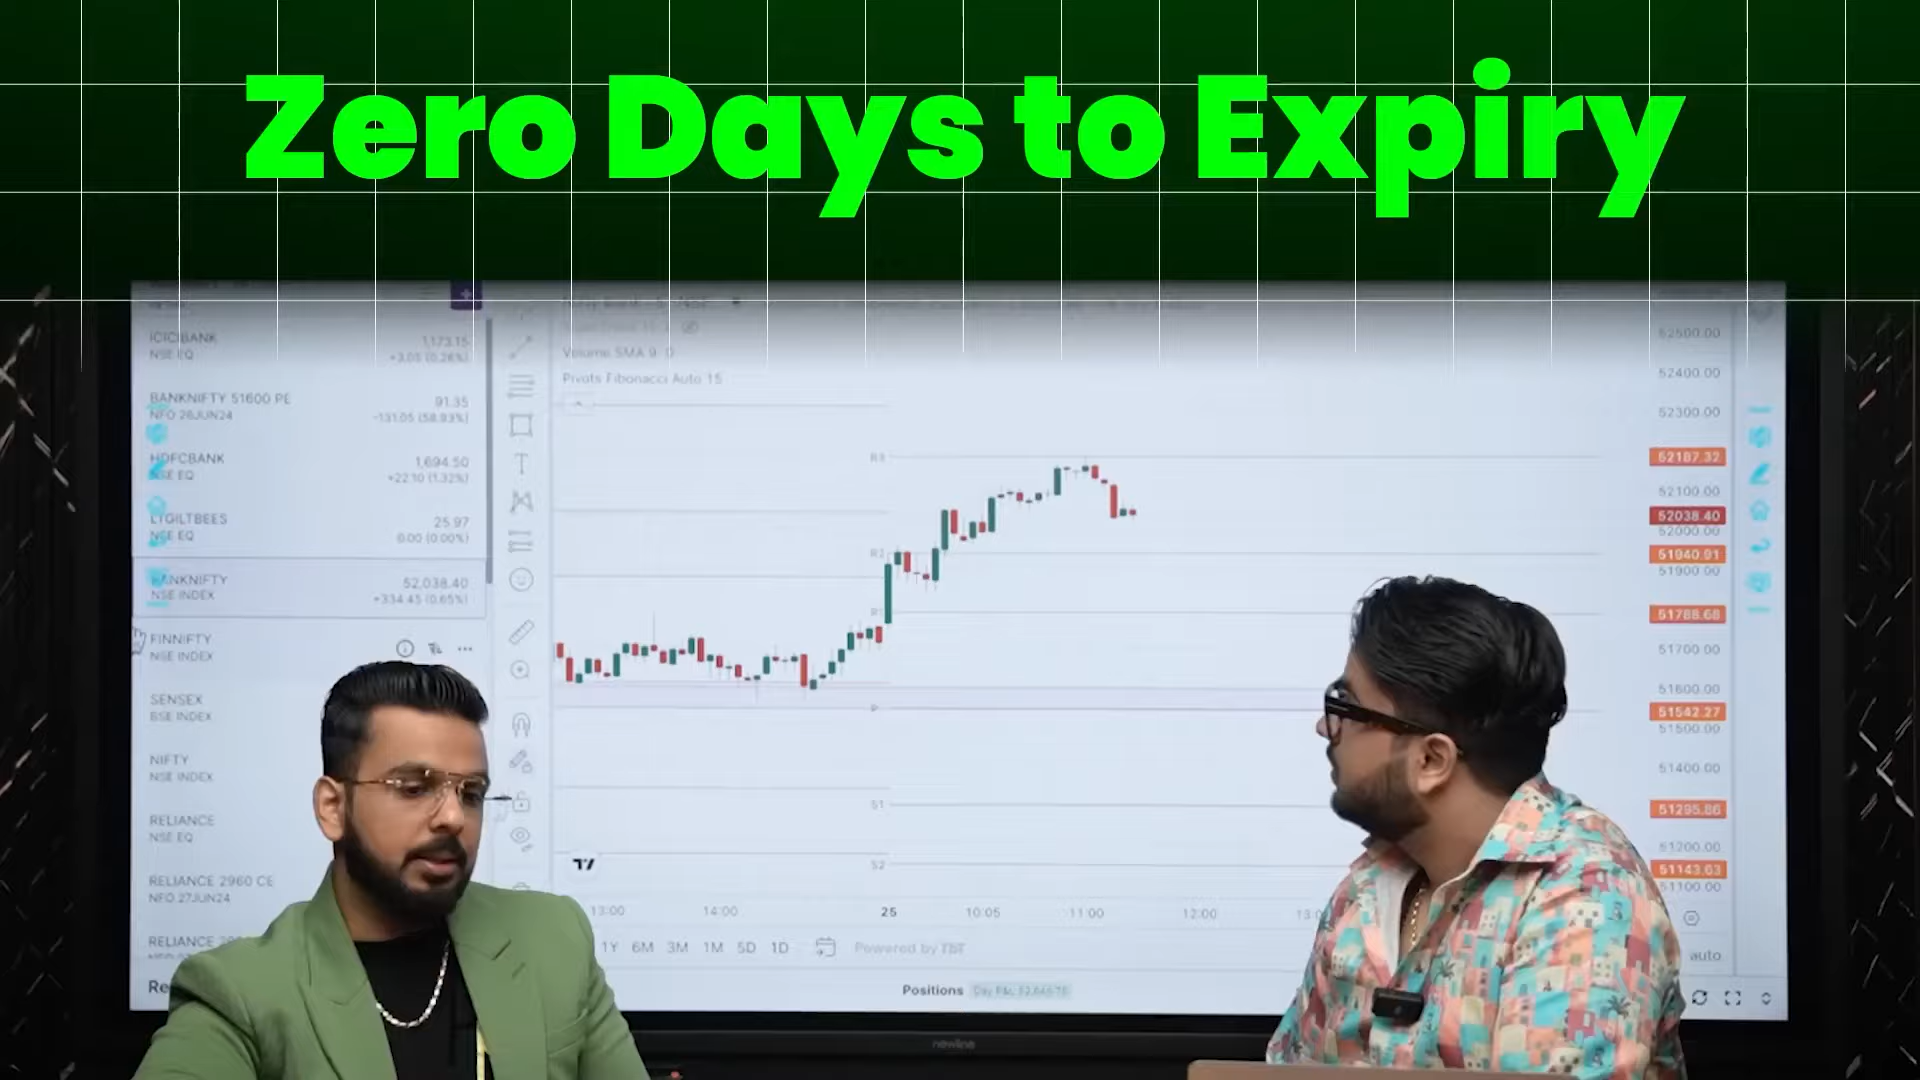 Zero Days to Expiry
ICICIBANK 1,173.15
NSE EQ +3.05 (0.26%)
BANKNIFTY 51600 PE 91.35
NFO 26JUN24 -131.05 (58.93%)
HDFCBANK 1,694.50
NSE EQ +22.10 (1.32%)
LTGILTBEES 25.97
NSE EQ 0.00 (0.00%)
BANKNIFTY 52,038.40
NSE INDEX +334.45 (0.65%)
FINNIFTY
NSE INDEX
SENSEX
BSE INDEX
NIFTY
NSE INDEX
RELIANCE
NSE EQ
RELIANCE 2960 CE
NFO 27JUN24
RELIANCE
Re
Volume SMA 9
Pivots Fibonacci Auto 15
R3
R2
R1
P
S1
S2
52500.00
52400.00
52300.00
52187.32
52100.00
52038.40
52000.00
51940.91
51900.00
51788.68
51700.00
51600.00
51542.27
51500.00
51400.00
51295.86
51200.00
51143.63
51100.00
13:00 14:00 25 10:05 11:00 12:00 13:0
1Y 6M 3M 1M 5D 1D Powered by TBT
auto
Positions Day P&L
newline